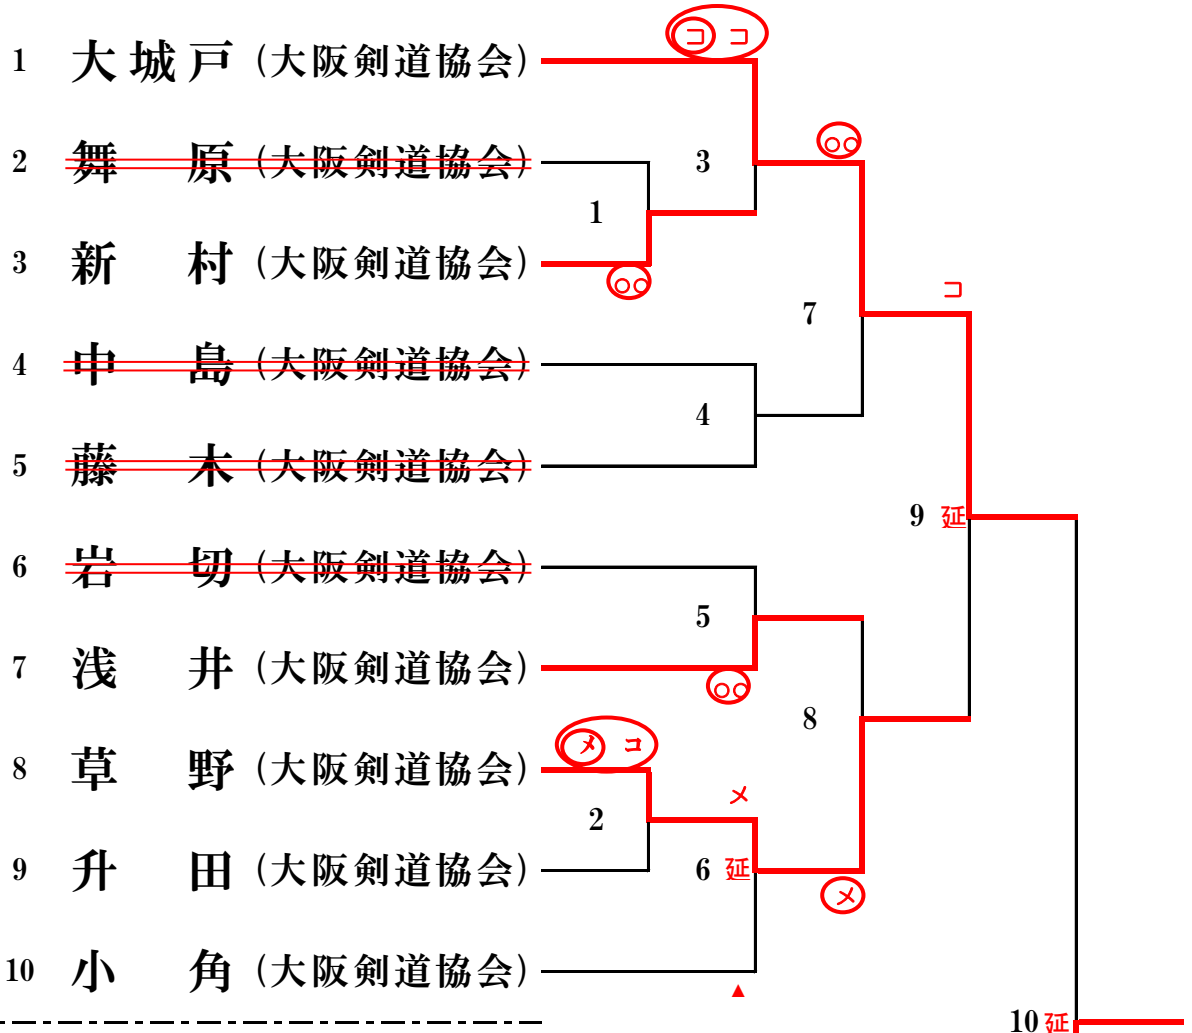 コ コ
1 大城戸 (大阪剣道協会)
○○
2 舞 原 (大阪剣道協会)
3
1
3 新 村 (大阪剣道協会)
○○
コ
7
4 中 島 (大阪剣道協会)
4
5 藤 木 (大阪剣道協会)
9 延
6 岩 切 (大阪剣道協会)
5
7 浅 井 (大阪剣道協会)
○○
8
メ コ
8 草 野 (大阪剣道協会)
メ
2
9 升 田 (大阪剣道協会)
6 延
メ
10 小 角 (大阪剣道協会)
▲
10 延